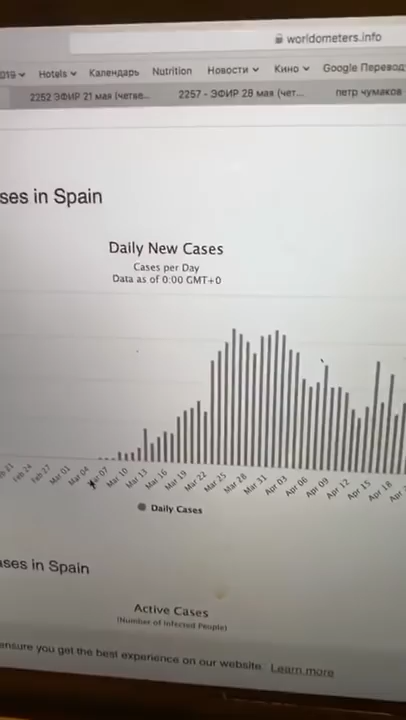 worldometers.info
019 Hotels Календарь Nutrition Новости Кино Google Перевод
2252 ЭФИР 21 мая (четве... 2257 - ЭФИР 28 мая (чет... петр чумаков
ses in Spain
Daily New Cases
Cases per Day
Data as of 0:00 GMT+0
Feb 24 Feb 27 Mar 01 Mar 04 Mar 07 Mar 10 Mar 13 Mar 16 Mar 19 Mar 22 Mar 25 Mar 28 Mar 31 Apr 03 Apr 06 Apr 09 Apr 12 Apr 15 Apr 18
Daily Cases
ases in Spain
Active Cases
(Number of Infected People)
ensure you get the best experience on our website. Learn more